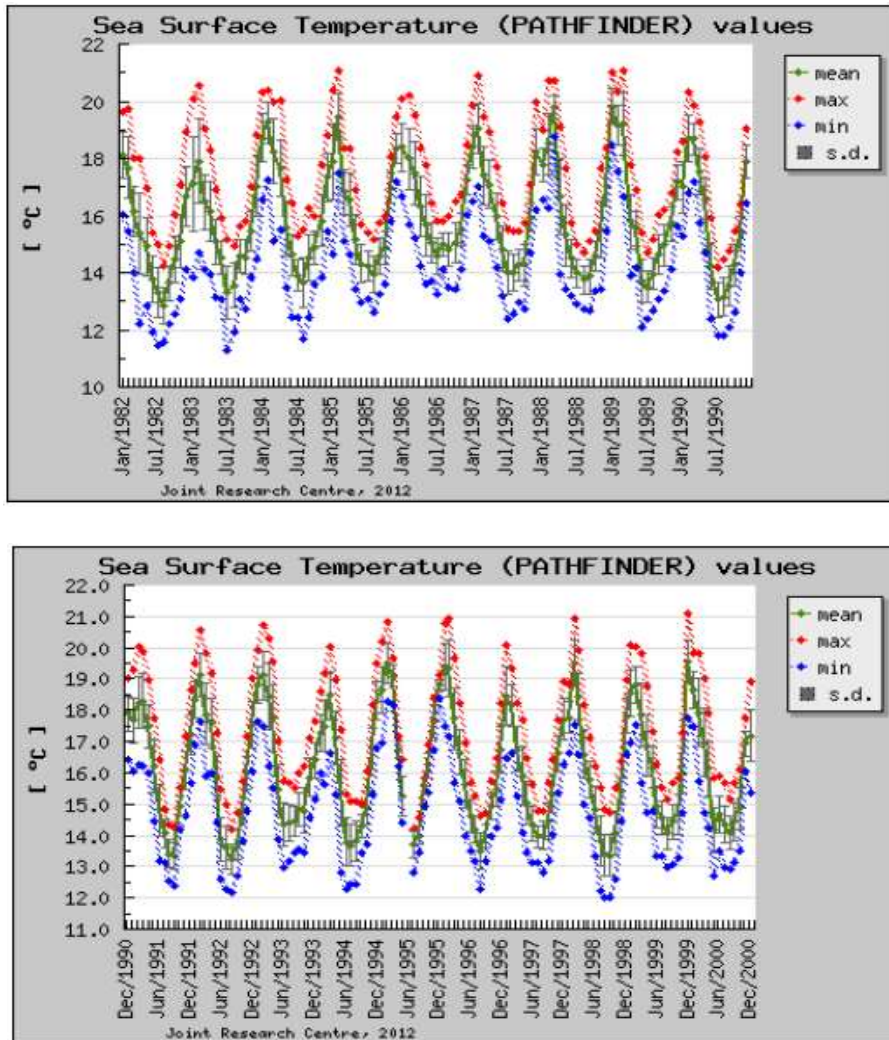 Sea Surface Temperature (PATHFINDER) values
22
20
18
16
14
12
10
[ ºC ]
mean
max
min
s.d.
Jan/1982
Jul/1982
Jan/1983
Jul/1983
Jan/1984
Jul/1984
Jan/1985
Jul/1985
Jan/1986
Jul/1986
Jan/1987
Jul/1987
Jan/1988
Jul/1988
Jan/1989
Jul/1989
Jan/1990
Jul/1990
Joint Research Centre, 2012
Sea Surface Temperature (PATHFINDER) values
22.0
21.0
20.0
19.0
18.0
17.0
16.0
15.0
14.0
13.0
12.0
11.0
[ ºC ]
mean
max
min
s.d.
Dec/1990
Jun/1991
Dec/1991
Jun/1992
Dec/1992
Jun/1993
Dec/1993
Jun/1994
Dec/1994
Jun/1995
Dec/1995
Jun/1996
Dec/1996
Jun/1997
Dec/1997
Jun/1998
Dec/1998
Jun/1999
Dec/1999
Jun/2000
Dec/2000
Joint Research Centre, 2012